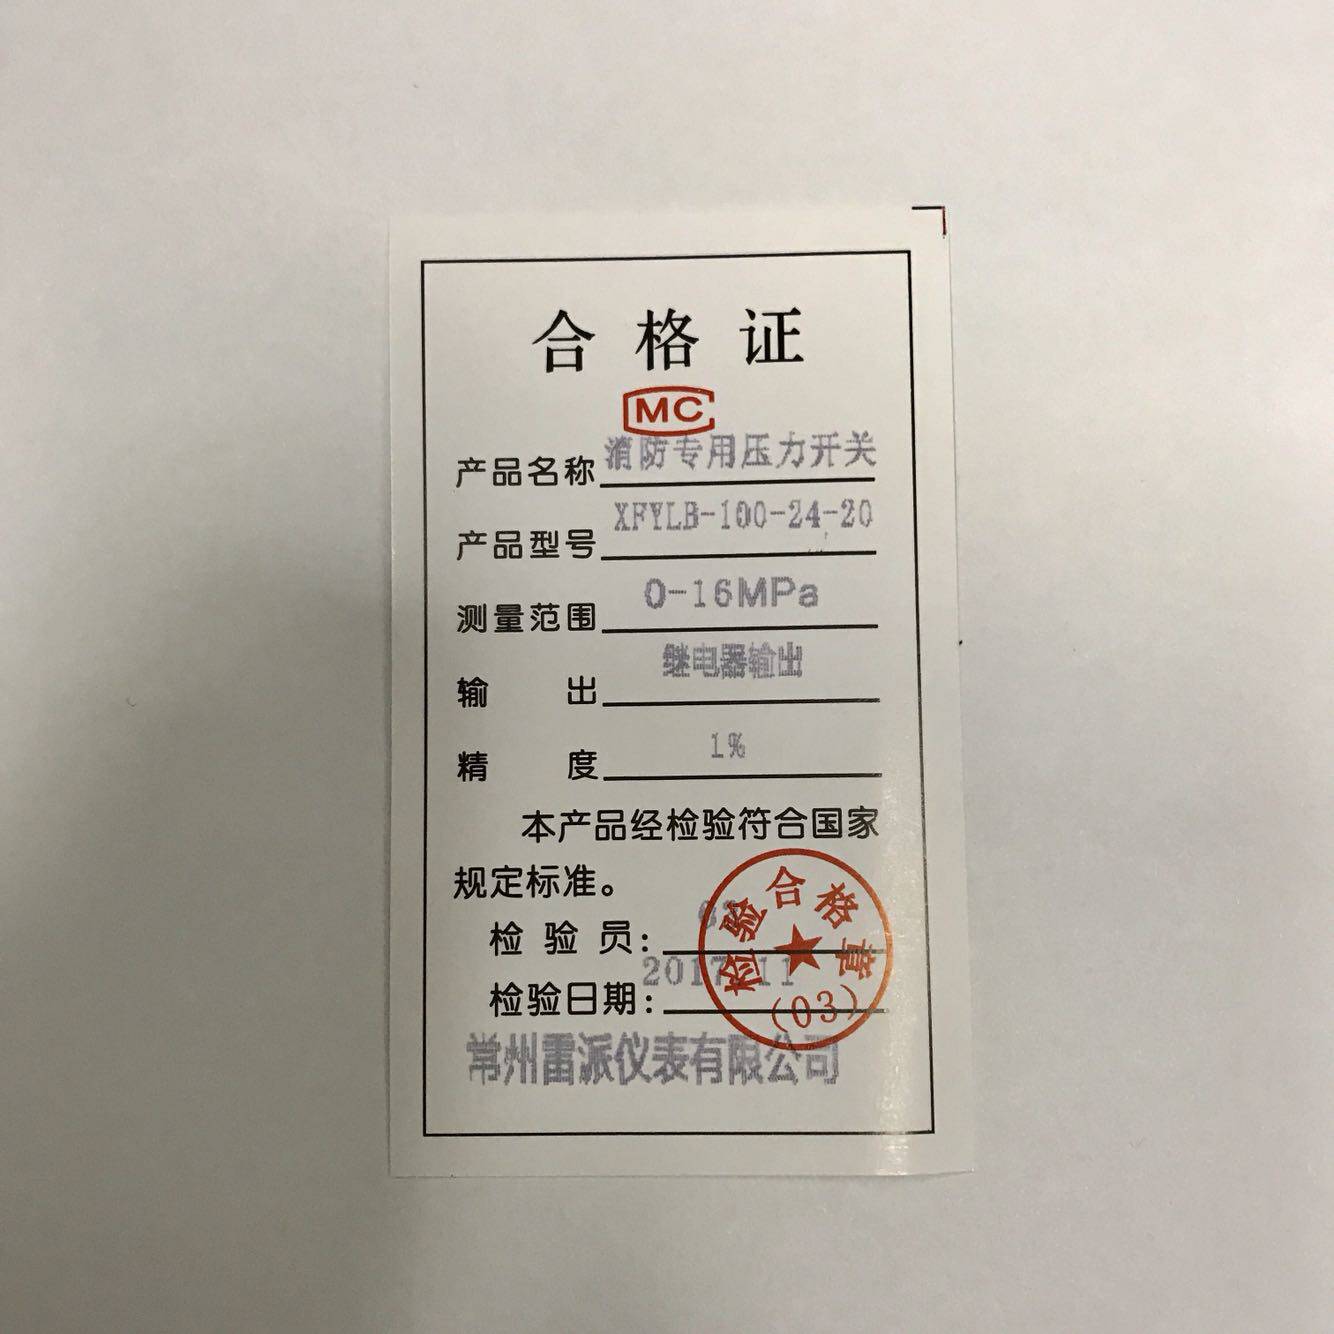 合格证
MC
产品名称 消防专用压力开关
产品型号 XFYLB-100-24-20
测量范围 0-16MPa
输出 继电器输出
精度 1%
本产品经检验符合国家
规定标准。
检验员：
检验日期： 2017 11
检验合格章
(03)
常州雷派仪表有限公司